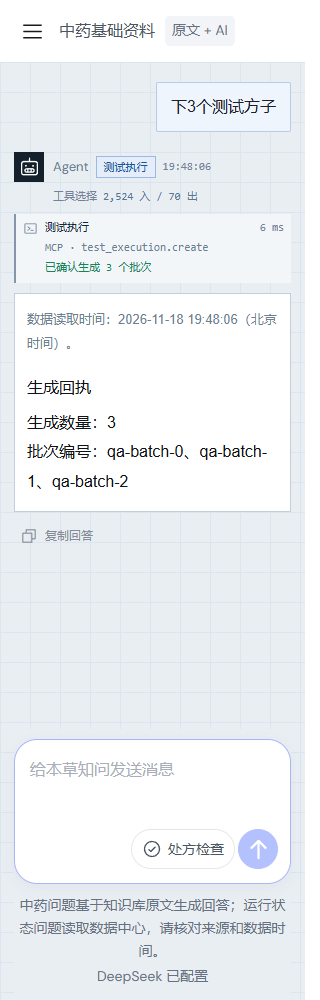 中药基础资料 原文 + AI
下3个测试方子
Agent 测试执行 19:48:06
工具选择 2,524 入 / 70 出
测试执行 6 ms
MCP · test_execution.create
已确认生成 3 个批次
数据读取时间：2026-11-18 19:48:06（北京
时间）。
生成回执
生成数量：3
批次编号：qa-batch-0、qa-batch-
1、qa-batch-2
复制回答
给本草知问发送消息
处方检查
中药问题基于知识库原文生成回答；运行状
态问题读取数据中心，请核对来源和数据时
间。
DeepSeek 已配置